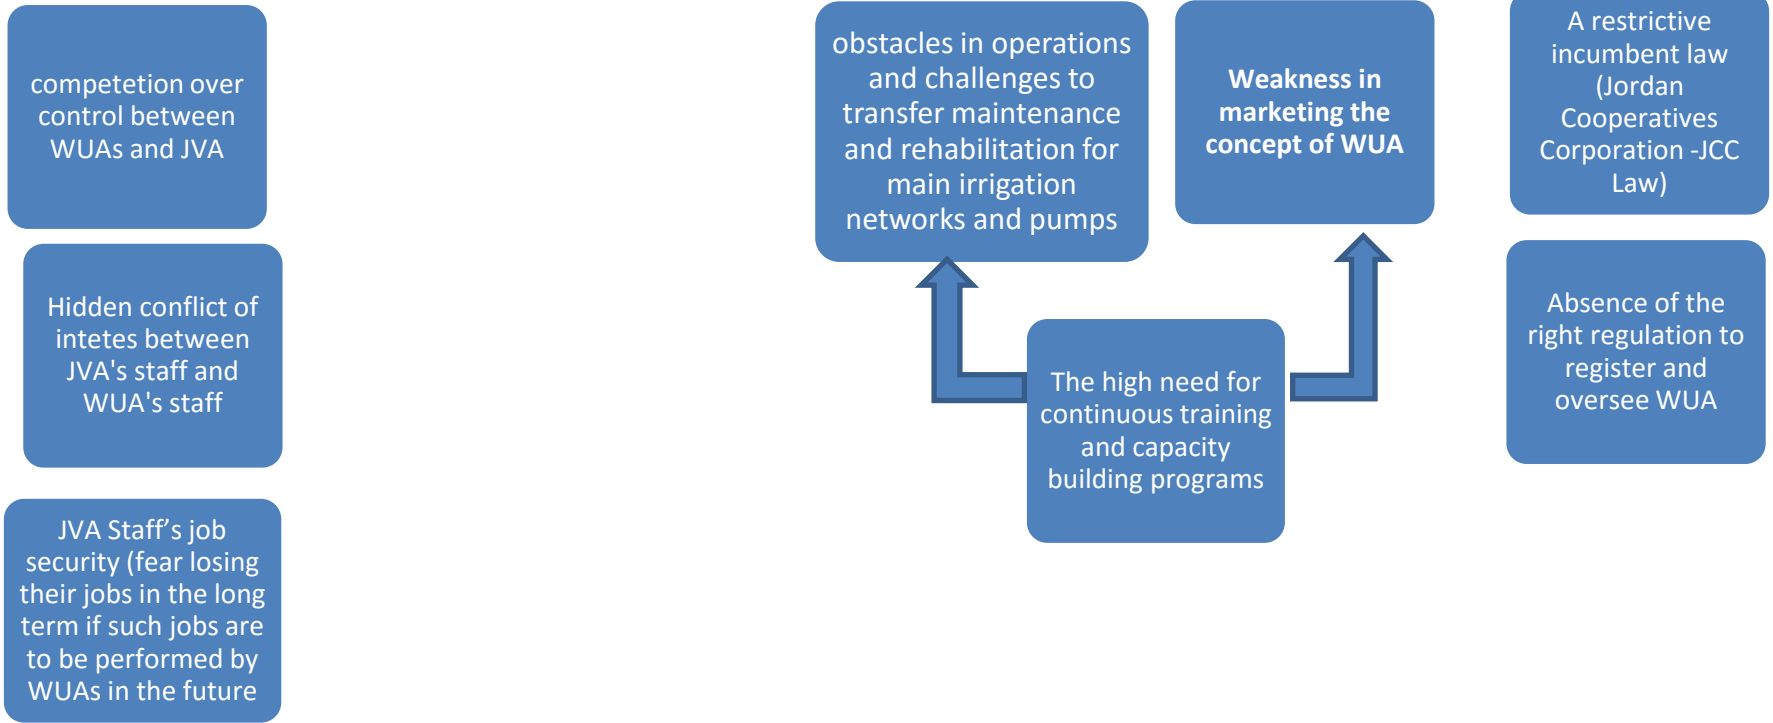 competetion over
control between
WUAs and JVA
Hidden conflict of
intetes between
JVA's staff and
WUA's staff
JVA Staff’s job
security (fear losing
their jobs in the long
term if such jobs are
to be performed by
WUAs in the future
obstacles in operations
and challenges to
transfer maintenance
and rehabilitation for
main irrigation
networks and pumps
Weakness in
marketing the
concept of WUA
The high need for
continuous training
and capacity
building programs
A restrictive
incumbent law
(Jordan
Cooperatives
Corporation -JCC
Law)
Absence of the
right regulation to
register and
oversee WUA